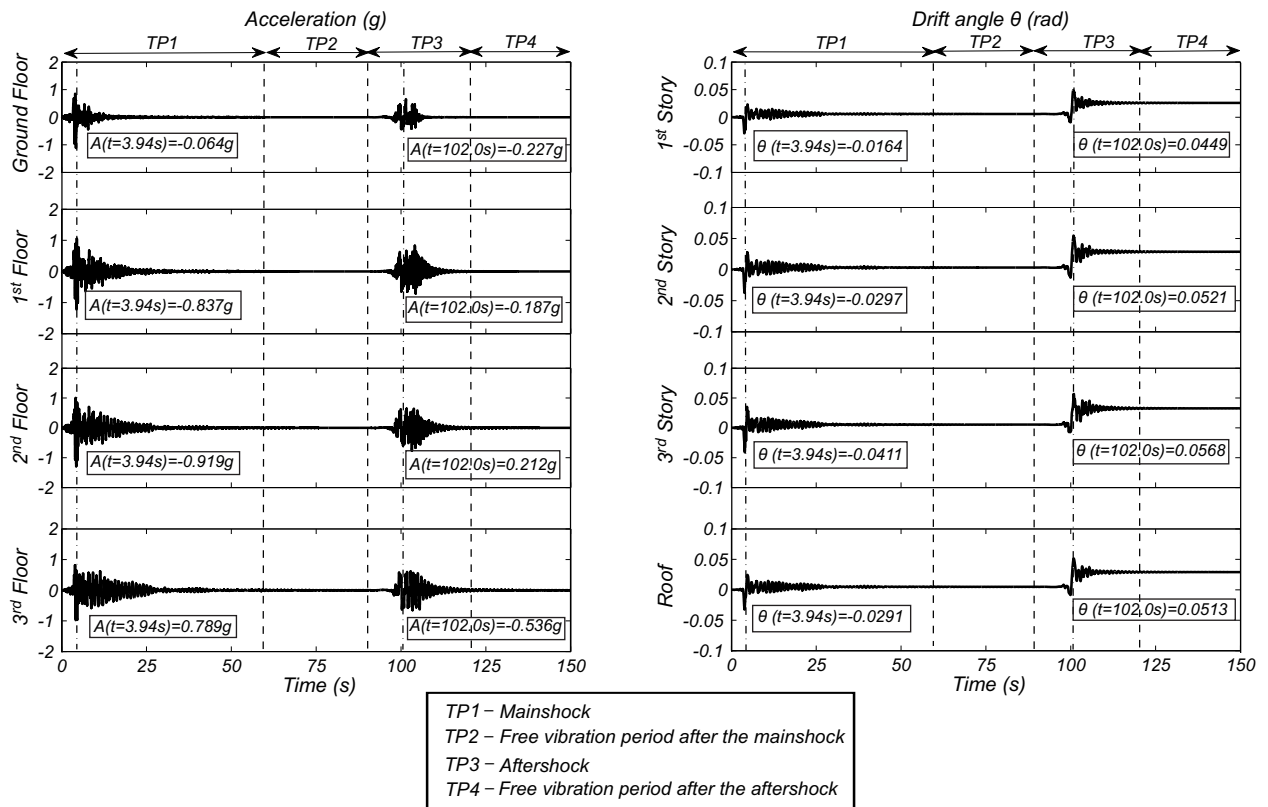 Acceleration (g)
TP1 TP2 TP3 TP4
Ground Floor
2
1
0
-1
-2
A(t=3.94s)=-0.064g
A(t=102.0s)=-0.227g
1st Floor
2
1
0
-1
-2
A(t=3.94s)=-0.837g
A(t=102.0s)=-0.187g
2nd Floor
2
1
0
-1
-2
A(t=3.94s)=-0.919g
A(t=102.0s)=0.212g
3rd Floor
2
1
0
-1
-2
A(t=3.94s)=0.789g
A(t=102.0s)=-0.536g
0 25 50 75 100 125 150
Time (s)
Drift angle θ (rad)
TP1 TP2 TP3 TP4
1st Story
0.1
0.05
0
-0.05
-0.1
θ (t=3.94s)=-0.0164
θ (t=102.0s)=0.0449
2nd Story
0.1
0.05
0
-0.05
-0.1
θ (t=3.94s)=-0.0297
θ (t=102.0s)=0.0521
3rd Story
0.1
0.05
0
-0.05
-0.1
θ (t=3.94s)=-0.0411
θ (t=102.0s)=0.0568
Roof
0.1
0.05
0
-0.05
-0.1
θ (t=3.94s)=-0.0291
θ (t=102.0s)=0.0513
0 25 50 75 100 125 150
Time (s)
TP1 – Mainshock
TP2 – Free vibration period after the mainshock
TP3 – Aftershock
TP4 – Free vibration period after the aftershock